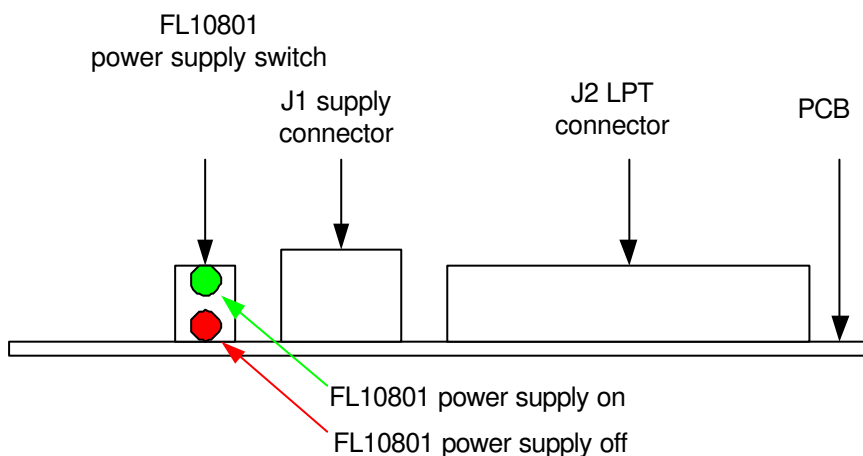 FL10801
power supply switch
J1 supply
connector
J2 LPT
connector
PCB
FL10801 power supply on
FL10801 power supply off